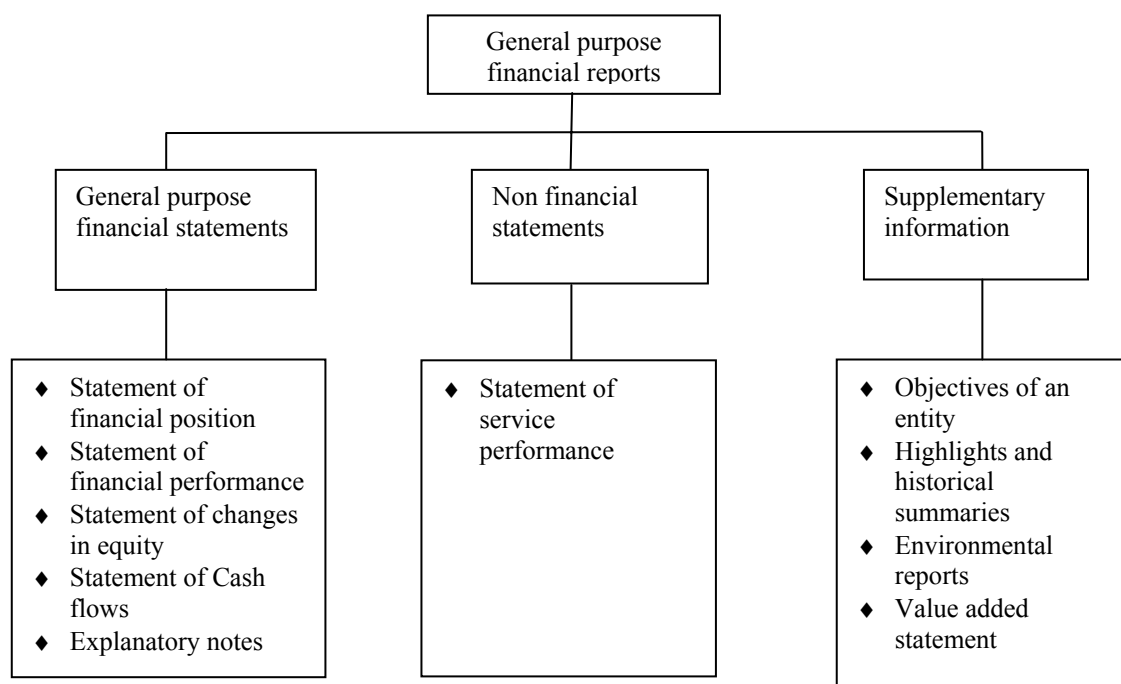 General purpose
financial reports
General purpose
financial statements
Non financial
statements
Supplementary
information
♦ Statement of
financial position
♦ Statement of
financial performance
♦ Statement of changes
in equity
♦ Statement of Cash
flows
♦ Explanatory notes
♦ Statement of
service
performance
♦ Objectives of an
entity
♦ Highlights and
historical
summaries
♦ Environmental
reports
♦ Value added
statement